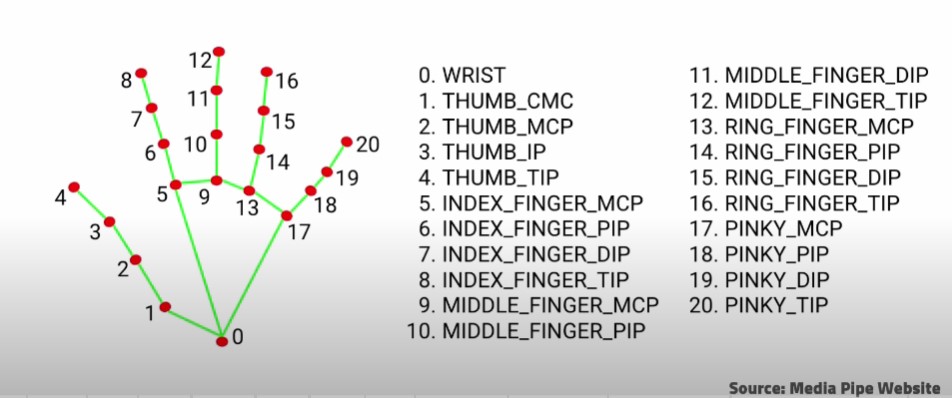 12
16
8
11
7
15
10
20
6
14
19
5
9
13
18
4
17
3
2
1
0
0. WRIST
1. THUMB_CMC
2. THUMB_MCP
3. THUMB_IP
4. THUMB_TIP
5. INDEX_FINGER_MCP
6. INDEX_FINGER_PIP
7. INDEX_FINGER_DIP
8. INDEX_FINGER_TIP
9. MIDDLE_FINGER_MCP
10. MIDDLE_FINGER_PIP
11. MIDDLE_FINGER_DIP
12. MIDDLE_FINGER_TIP
13. RING_FINGER_MCP
14. RING_FINGER_PIP
15. RING_FINGER_DIP
16. RING_FINGER_TIP
17. PINKY_MCP
18. PINKY_PIP
19. PINKY_DIP
20. PINKY_TIP
Source: Media Pipe Website